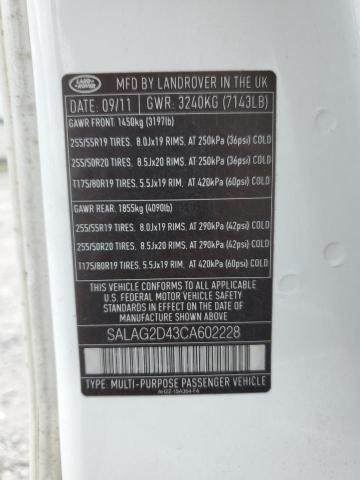 LAND ROVER
MFD BY LANDROVER IN THE UK
DATE: 09/11 GWR: 3240KG (7143LB)
GAWR FRONT. 1450kg (3197lb)
255/55R19 TIRES. 8.0Jx19 RIMS. AT 250kPa (36psi) COLD
255/50R20 TIRES. 8.5Jx20 RIMS. AT 250kPa (36psi) COLD
T175/80R19 TIRES. 5.5Jx19 RIM. AT 420kPa (60psi) COLD
GAWR REAR. 1855kg (4090lb)
255/55R19 TIRES. 8.0Jx19 RIMS. AT 290kPa (42psi) COLD
255/50R20 TIRES. 8.5Jx20 RIMS. AT 290kPa (42psi) COLD
T175/80R19 TIRES. 5.5Jx19 RIM. AT 420kPa (60psi) COLD
THIS VEHICLE CONFORMS TO ALL APPLICABLE
U.S. FEDERAL MOTOR VEHICLE SAFETY
STANDARDS IN EFFECT ON THE DATE OF
MANUFACTURE SHOWN ABOVE
SALAG2D43CA602228
TYPE: MULTI-PURPOSE PASSENGER VEHICLE
AH22-15A364-FA